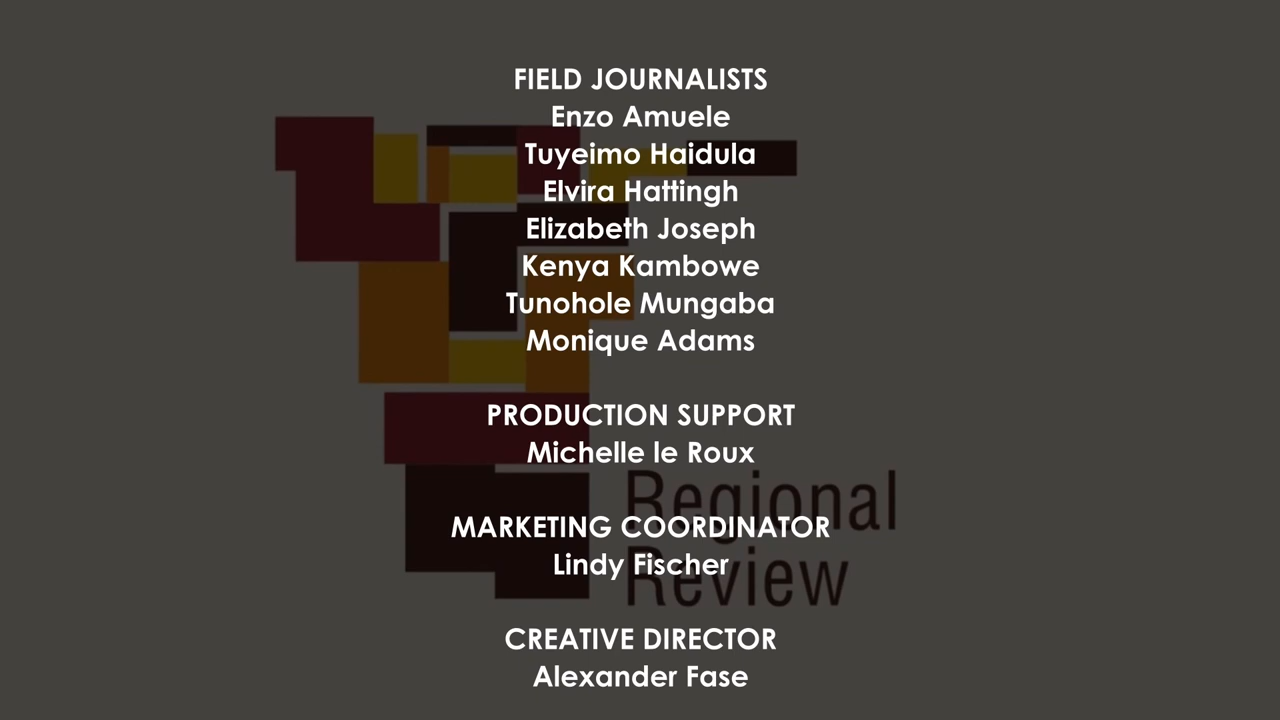 FIELD JOURNALISTS
Enzo Amuele
Tuyeimo Haidula
Elvira Hattingh
Elizabeth Joseph
Kenya Kambowe
Tunohole Mungaba
Monique Adams
PRODUCTION SUPPORT
Michelle le Roux
Regional
MARKETING COORDINATOR
Lindy Fischer
Review
CREATIVE DIRECTOR
Alexander Fase